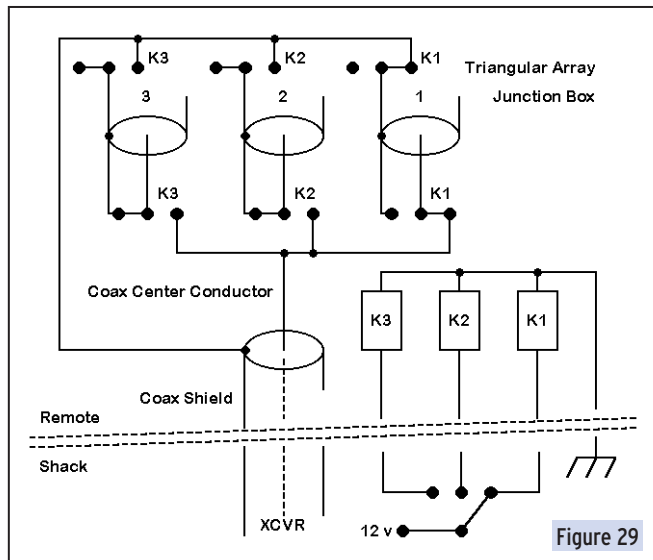 K3
K2
K1
Triangular Array
Junction Box
3
2
1
K3
K2
K1
Coax Center Conductor
K3
K2
K1
Coax Shield
Remote
Shack
XCVR
12 v
Figure 29